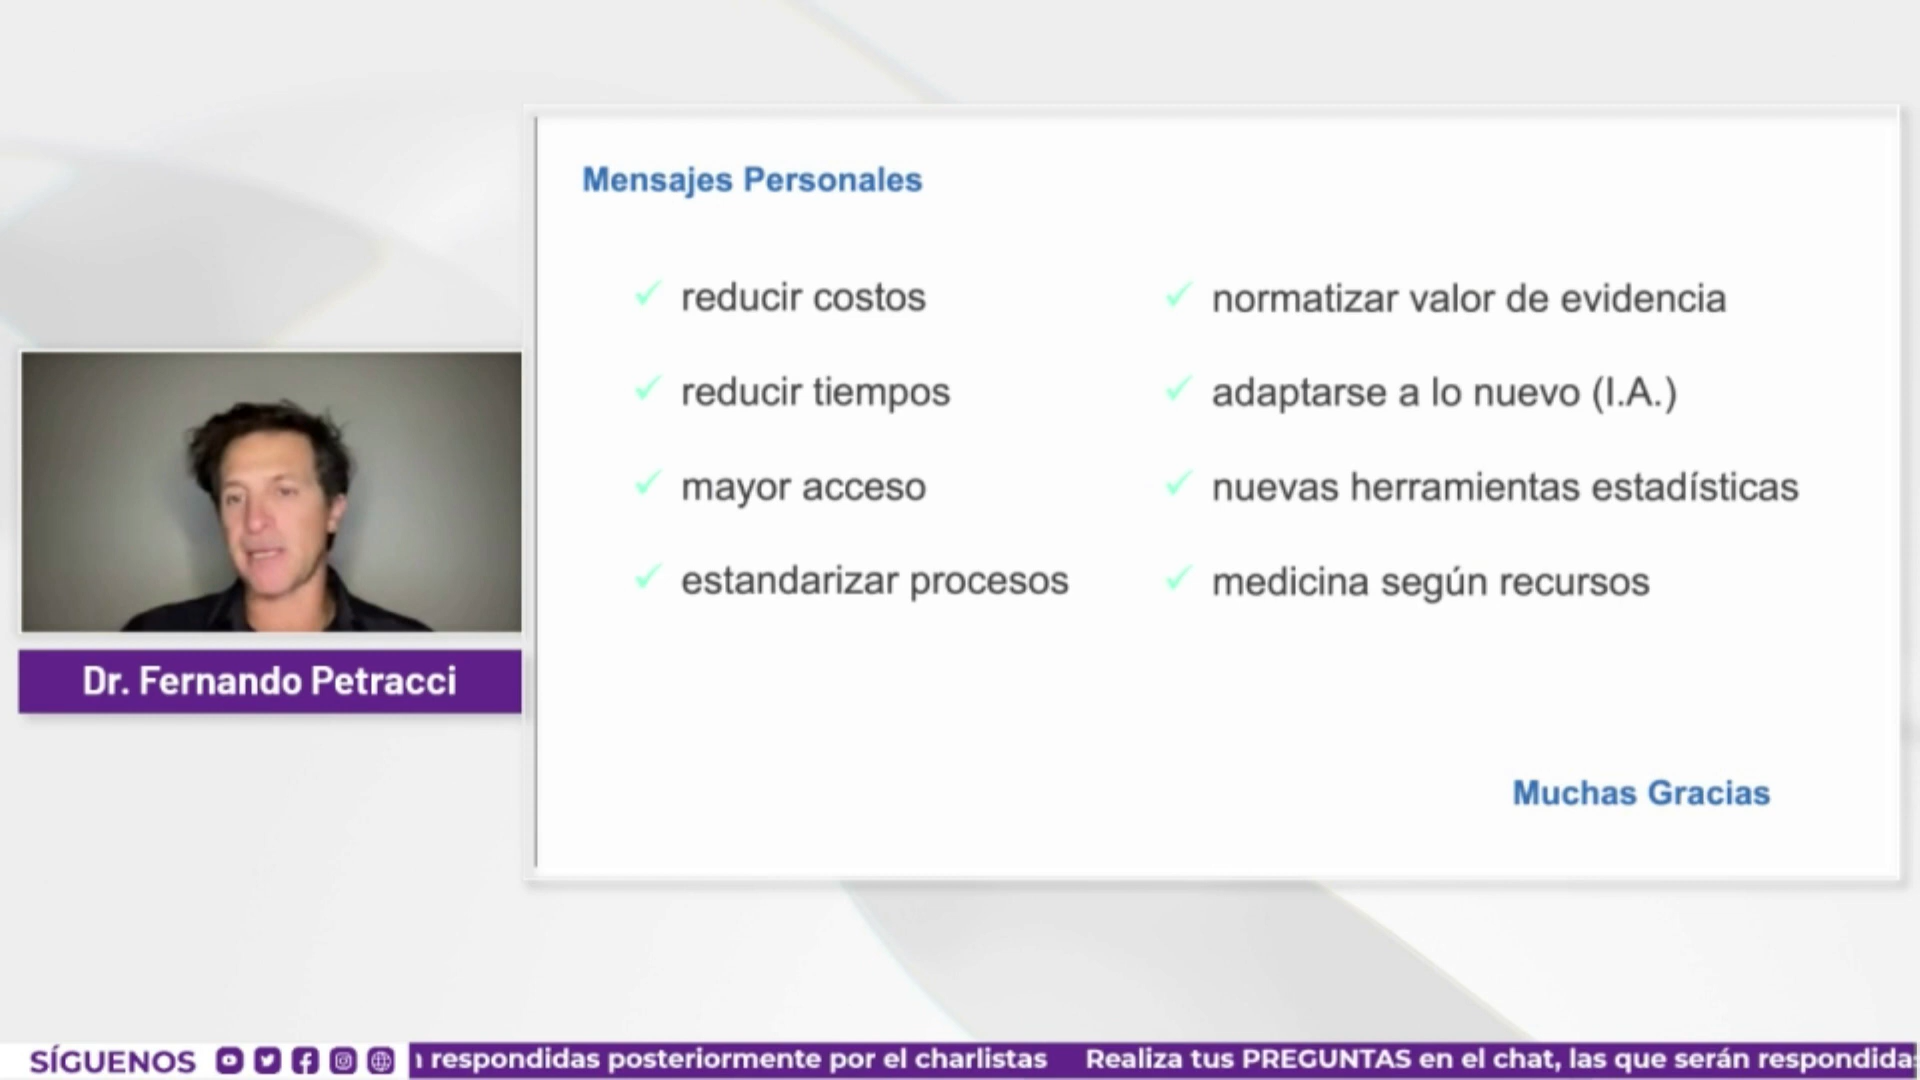 Mensajes Personales
reducir costos
reducir tiempos
mayor acceso
estandarizar procesos
normatizar valor de evidencia
adaptarse a lo nuevo (I.A.)
nuevas herramientas estadísticas
medicina según recursos
Muchas Gracias
Dr. Fernando Petracci
SÍGUENOS
respondidas posteriormente por el charlistas Realiza tus PREGUNTAS en el chat, las que serán